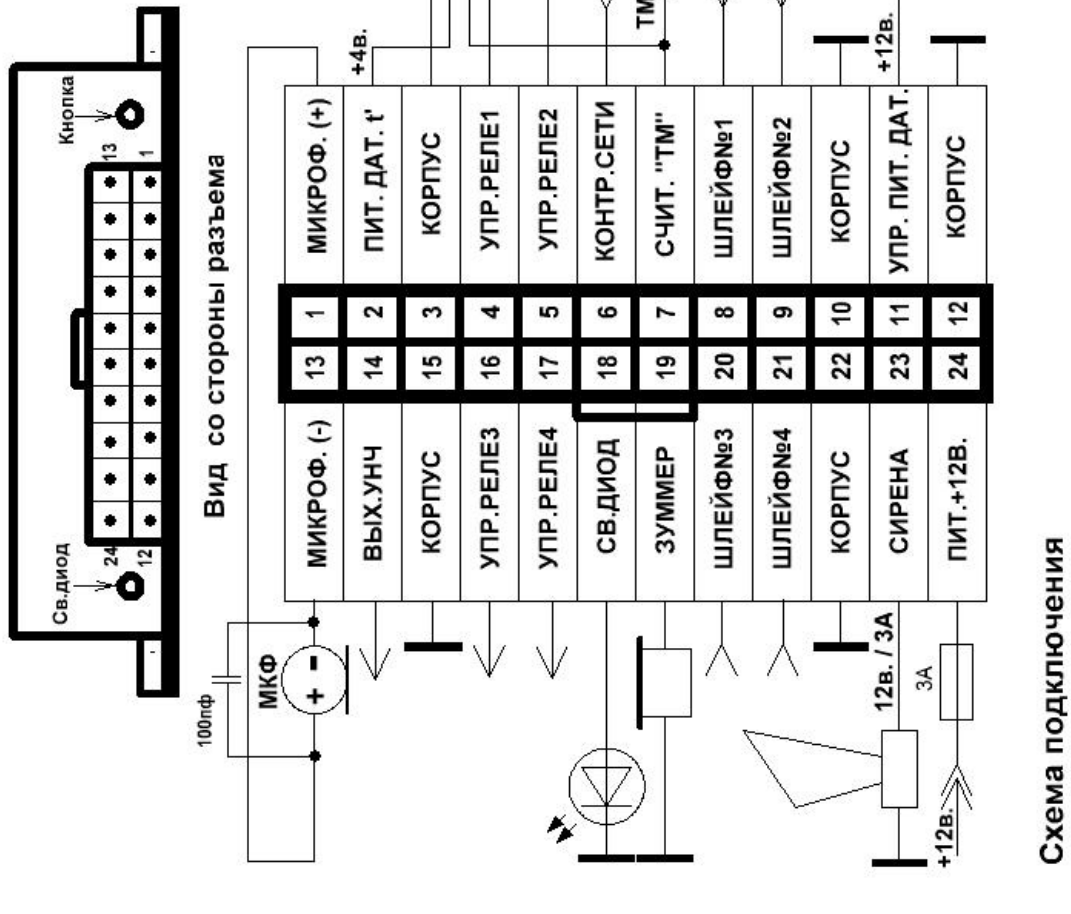 Кнопка
13
1
24
12
Св.диод
Вид со стороны разъема
+4в.
ТМ
+12в.
МИКРОФ. (+)
ПИТ. ДАТ. t'
КОРПУС
УПР.РЕЛЕ1
УПР.РЕЛЕ2
КОНТР.СЕТИ
СЧИТ. "ТМ"
ШЛЕЙФ№1
ШЛЕЙФ№2
КОРПУС
УПР. ПИТ. ДАТ.
КОРПУС
1 2 3 4 5 6 7 8 9 10 11 12
13 14 15 16 17 18 19 20 21 22 23 24
МИКРОФ. (-)
ВЫХ.УНЧ
КОРПУС
УПР.РЕЛЕ3
УПР.РЕЛЕ4
СВ.ДИОД
ЗУММЕР
ШЛЕЙФ№3
ШЛЕЙФ№4
КОРПУС
СИРЕНА
ПИТ.+12В.
100пф
МКФ
+ -
12в. / 3А
3А
+12в.
Схема подключения